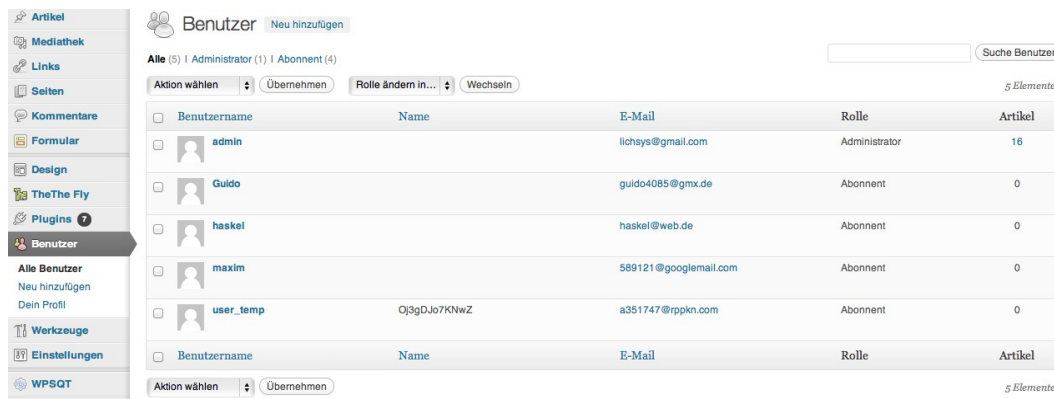 Artikel
Mediathek
Links
Seiten
Kommentare
Formular
Design
TheThe Fly
Plugins 7
Benutzer
Alle Benutzer
Neu hinzufügen
Dein Profil
Werkzeuge
Einstellungen
WPSQT
Benutzer Neu hinzufügen
Alle (5) | Administrator (1) | Abonnent (4)
Suche Benutzer
Aktion wählen Übernehmen Rolle ändern in... Wechseln 5 Elemente
Benutzername Name E-Mail Rolle Artikel
admin lichsys@gmail.com Administrator 16
Guido guido4085@gmx.de Abonnent 0
haskel haskel@web.de Abonnent 0
maxim 589121@googlemail.com Abonnent 0
user_temp Oj3gDJo7KNwZ a351747@rppkn.com Abonnent 0
Benutzername Name E-Mail Rolle Artikel
Aktion wählen Übernehmen 5 Elemente